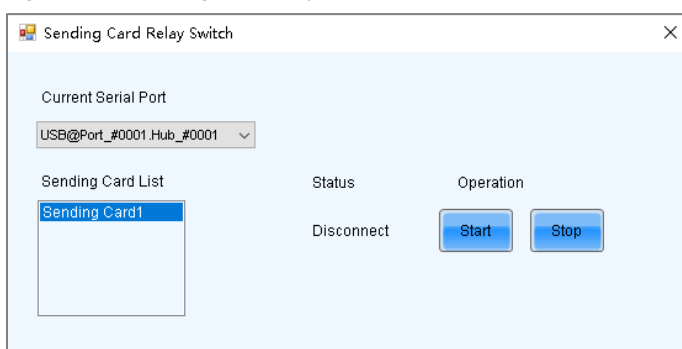 Sending Card Relay Switch
Current Serial Port
USB@Port_#0001.Hub_#0001
Sending Card List
Status
Operation
Sending Card1
Disconnect
Start
Stop